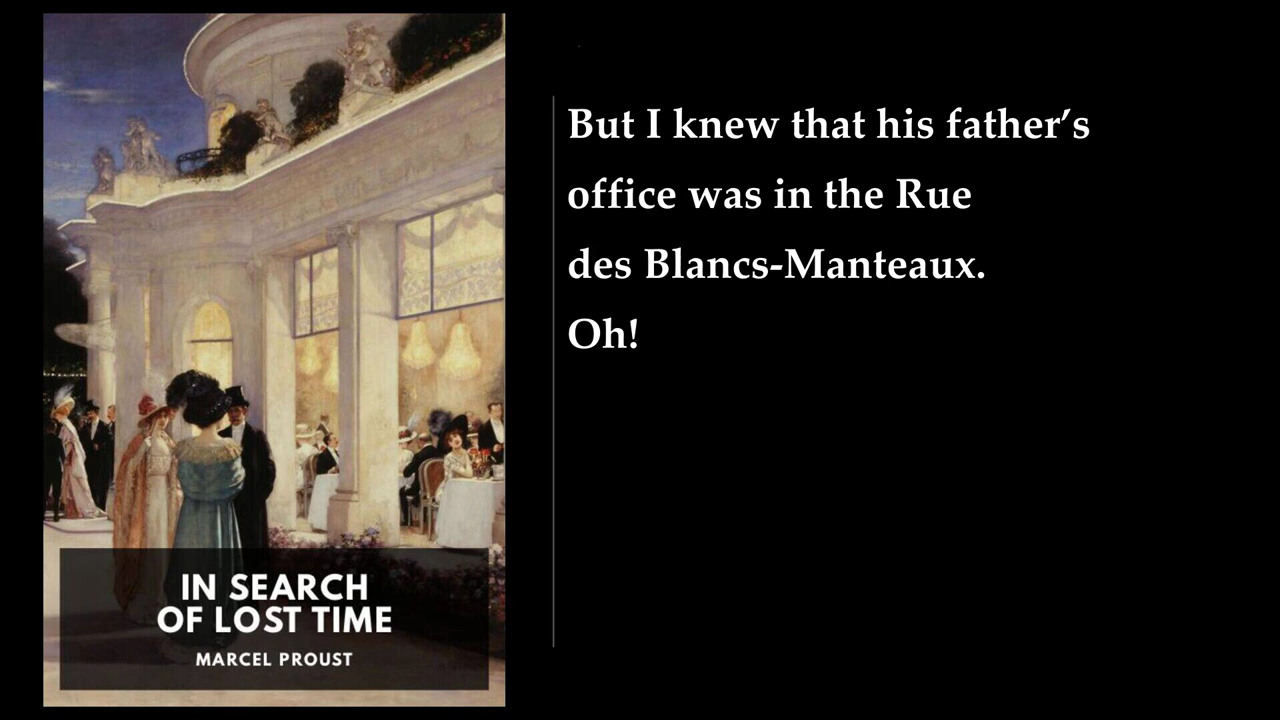 But I knew that his father’s
office was in the Rue
des Blancs-Manteaux.
Oh!
IN SEARCH
OF LOST TIME
MARCEL PROUST